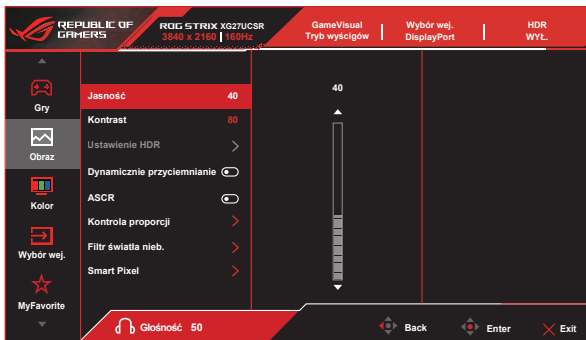 REPUBLIC OF
GAMERS
ROG STRIX XG27UCSR
3840 x 2160 160Hz
GameVisual
Tryb wyścigów
Wybór wej.
DisplayPort
HDR
WYŁ.
Gry
Obraz
Kolor
Wybór wej.
MyFavorite
Jasność 40
Kontrast 80
Ustawienie HDR
Dynamicznie przyciemnianie
ASCR
Kontrola proporcji
Filtr światła nieb.
Smart Pixel
40
Głośność 50
Back
Enter
Exit